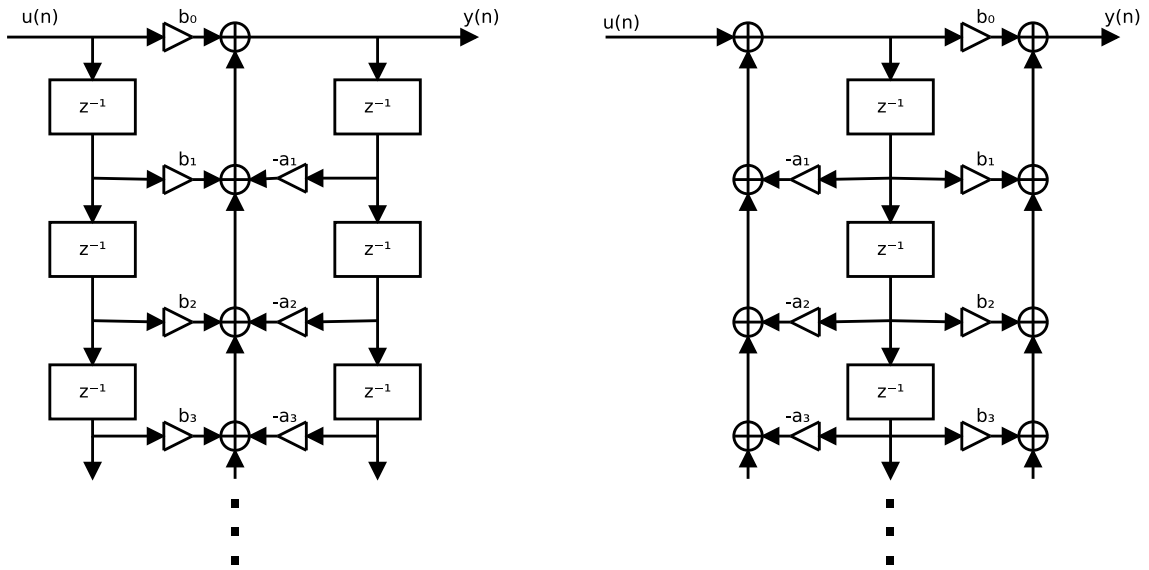 u(n) b₀ y(n)
z⁻¹ z⁻¹
b₁ -a₁
z⁻¹ z⁻¹
b₂ -a₂
z⁻¹ z⁻¹
b₃ -a₃
u(n) b₀ y(n)
z⁻¹
-a₁ b₁
z⁻¹
-a₂ b₂
z⁻¹
-a₃ b₃